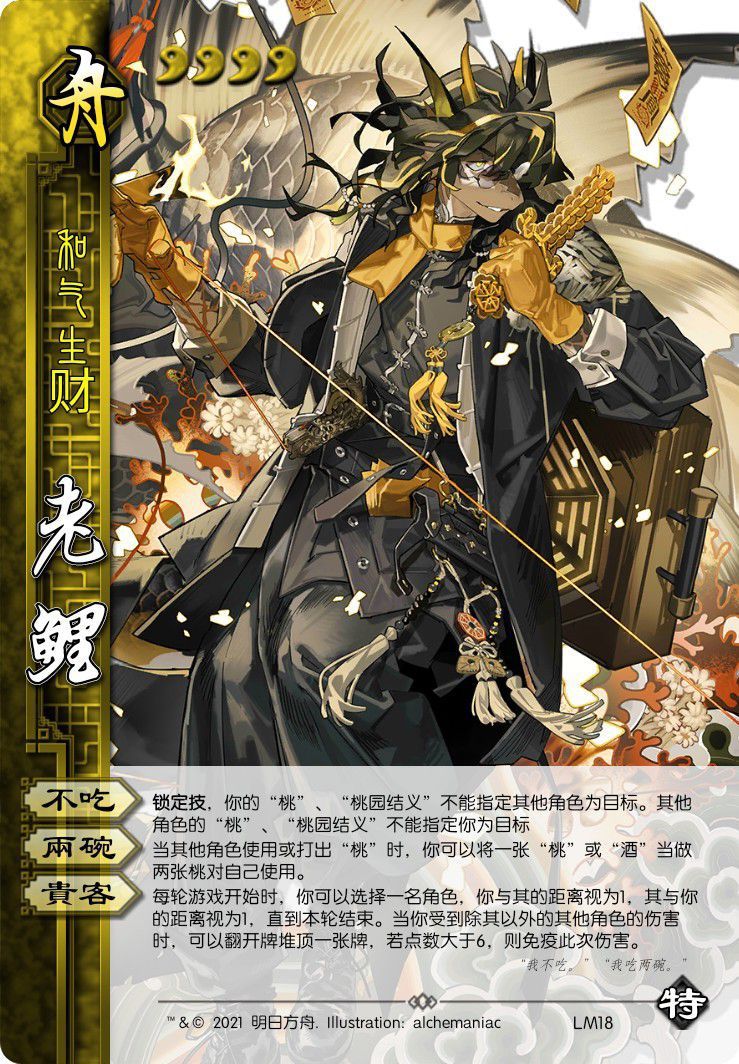 舟
和气生财
老鲤
不吃
兩碗
貴客
锁定技，你的“桃”、“桃园结义”不能指定其他角色为目标。其他
角色的“桃”、“桃园结义”不能指定你为目标
当其他角色使用或打出“桃”时，你可以将一张“桃”或“酒”当做
两张桃对自己使用。
每轮游戏开始时，你可以选择一名角色，你与其的距离视为1，其与你
的距离视为1，直到本轮结束。当你受到除其以外的其他角色的伤害
时，可以翻开牌堆顶一张牌，若点数大于6，则免疫此次伤害。
“我不吃。”“我吃两碗。”
特
™&© 2021 明日方舟. Illustration: alchemaniac LM18